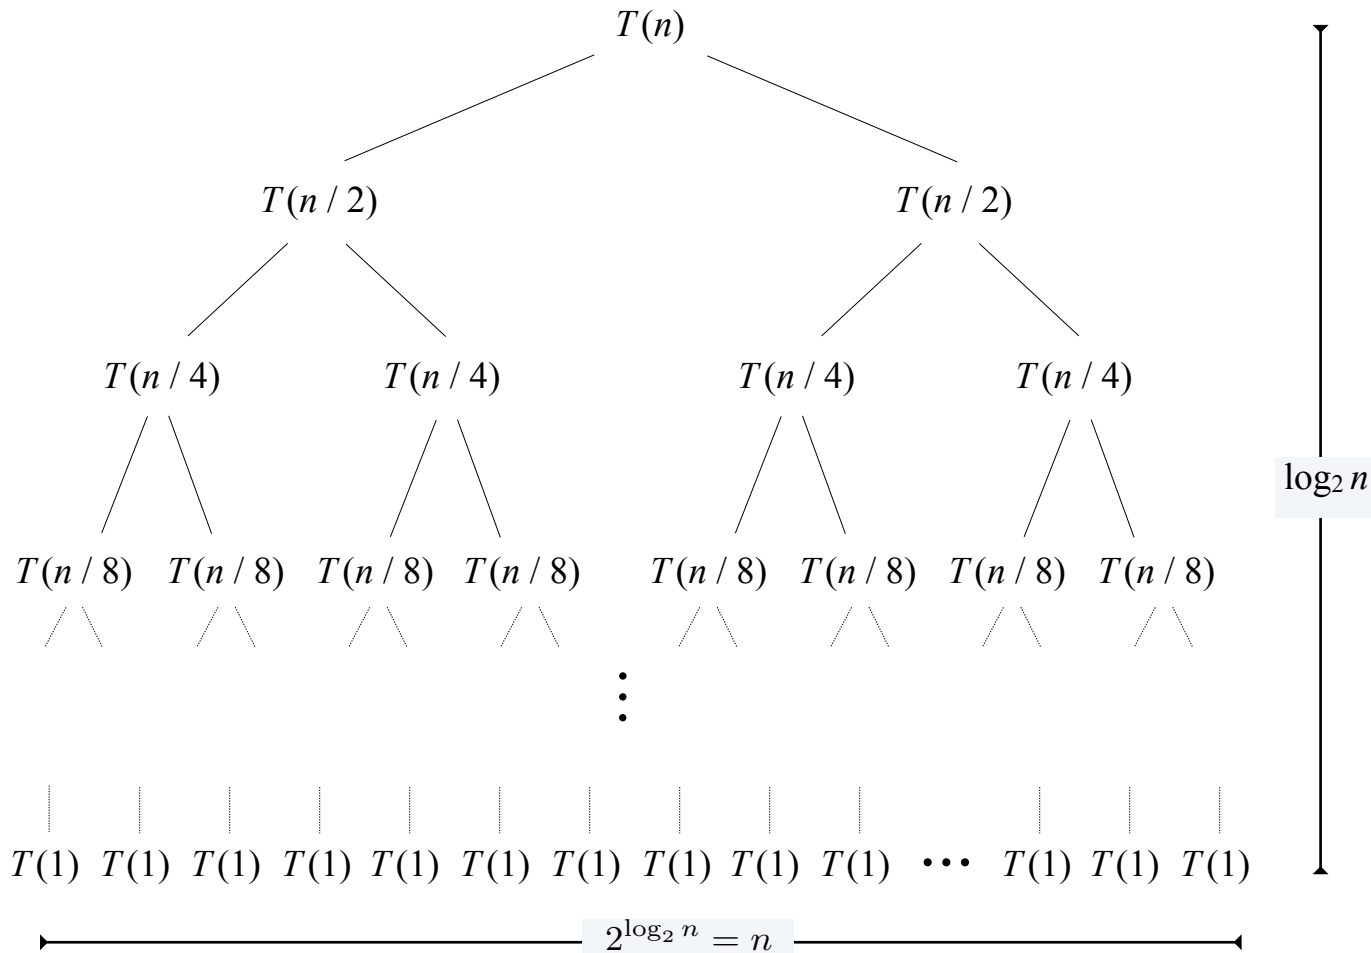 T(n)
T(n / 2) T(n / 2)
T(n / 4) T(n / 4) T(n / 4) T(n / 4)
log₂ n
T(n / 8) T(n / 8) T(n / 8) T(n / 8) T(n / 8) T(n / 8) T(n / 8) T(n / 8)
⋮
T(1) T(1) T(1) T(1) T(1) T(1) T(1) T(1) T(1) T(1) ⋯ T(1) T(1) T(1)
2^{log₂ n} = n